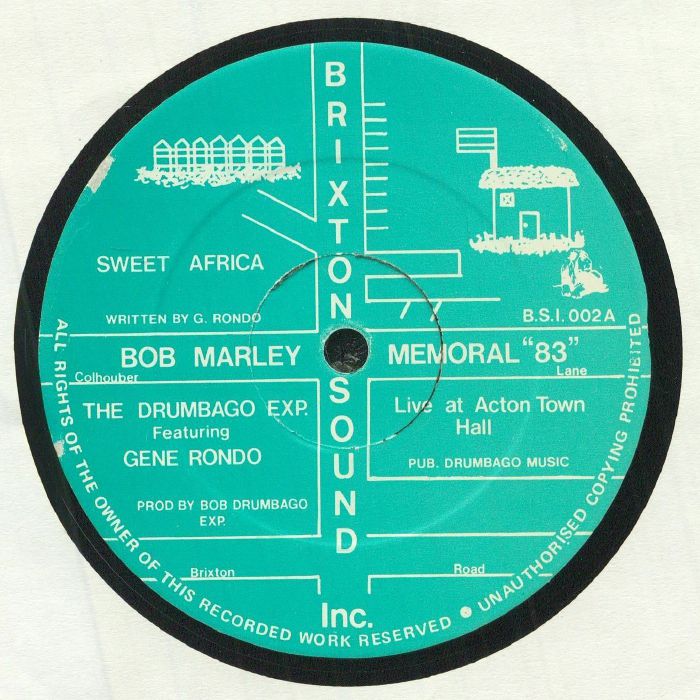 BRIXTON SOUND
Inc.
SWEET AFRICA
WRITTEN BY G. RONDO
B.S.I. 002A
BOB MARLEY MEMORAL "83"
Colhouber Lane
THE DRUMBAGO EXP.
Featuring
GENE RONDO
PROD BY BOB DRUMBAGO
EXP.
Live at Acton Town
Hall
PUB. DRUMBAGO MUSIC
Brixton Road
ALL RIGHTS OF THE OWNER OF THIS RECORDED WORK RESERVED ● UNAUTHORISED COPYING PROHIBITED